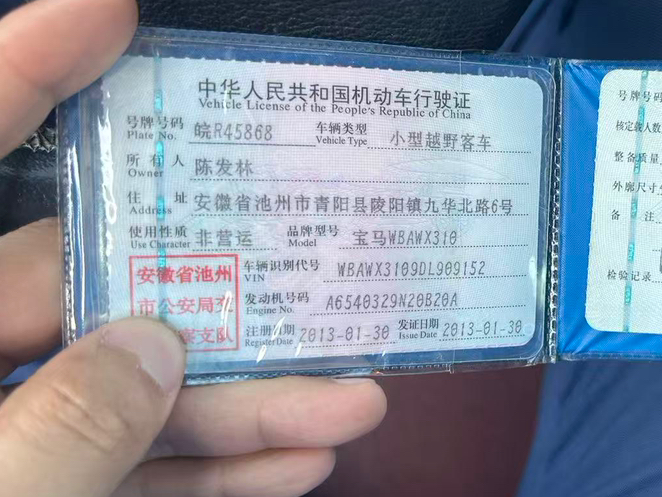 中华人民共和国机动车行驶证
Vehicle License of the People's Republic of China
号牌号码 皖R45868 车辆类型 小型越野客车
Plate No. Vehicle Type
所有人 陈发林
Owner
住址 安徽省池州市青阳县陵阳镇九华北路6号
Address
使用性质 非营运 品牌型号 宝马WBAWX310
Use Character Model
车辆识别代号 WBAWX3109DL909152
VIN
发动机号码 A6540329N20B20A
Engine No.
注册日期 2013-01-30 发证日期 2013-01-30
Register Date Issue Date
安徽省池州
市公安局交
察支队
号牌号码
核定载人数
整备质量
外廓尺寸
备注
检验记录